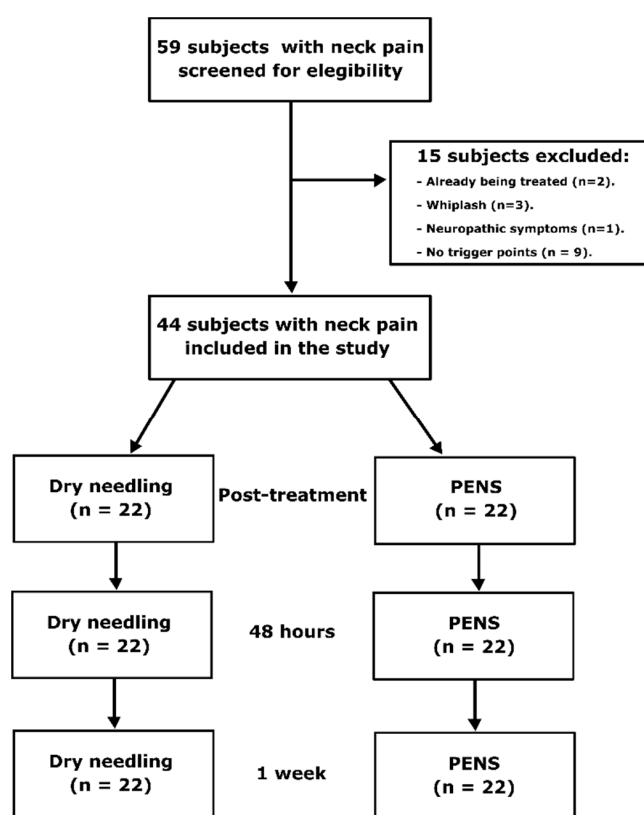 59 subjects with neck pain
screened for elegibility
15 subjects excluded:
- Already being treated (n=2).
- Whiplash (n=3).
- Neuropathic symptoms (n=1).
- No trigger points (n = 9).
44 subjects with neck pain
included in the study
Dry needling
(n = 22)
Post-treatment
PENS
(n = 22)
Dry needling
(n = 22)
48 hours
PENS
(n = 22)
Dry needling
(n = 22)
1 week
PENS
(n = 22)